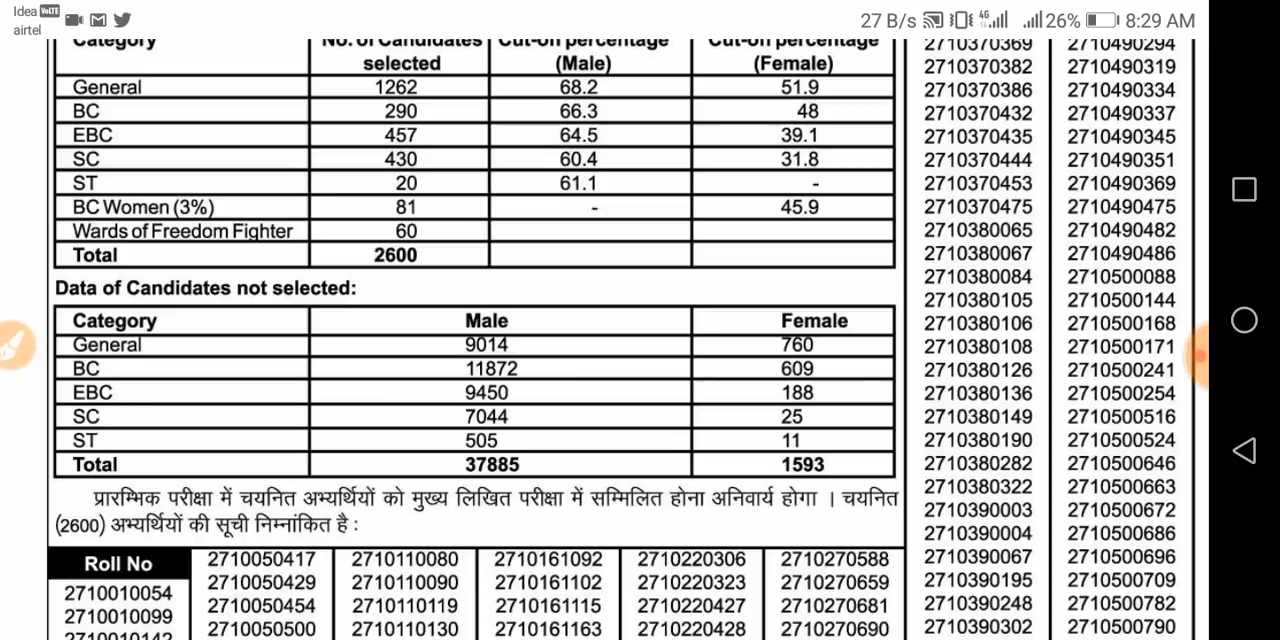 Idea VoLTE
airtel
27 B/s 4G 26% 8:29 AM
Category No. of Candidates selected Cut-off percentage (Male) Cut-off percentage (Female)
General 1262 68.2 51.9
BC 290 66.3 48
EBC 457 64.5 39.1
SC 430 60.4 31.8
ST 20 61.1 -
BC Women (3%) 81 - 45.9
Wards of Freedom Fighter 60
Total 2600
Data of Candidates not selected:
Category Male Female
General 9014 760
BC 11872 609
EBC 9450 188
SC 7044 25
ST 505 11
Total 37885 1593
प्रारम्भिक परीक्षा में चयनित अभ्यर्थियों को मुख्य लिखित परीक्षा में सम्मिलित होना अनिवार्य होगा । चयनित
(2600) अभ्यर्थियों की सूची निम्नांकित है :
Roll No 2710050417 2710110080 2710161092 2710220306 2710270588
2710010054 2710050429 2710110090 2710161102 2710220323 2710270659
2710010099 2710050454 2710110119 2710161115 2710220427 2710270681
2710010142 2710050500 2710110130 2710161163 2710220428 2710270690
2710370369 2710490294
2710370382 2710490319
2710370386 2710490334
2710370432 2710490337
2710370435 2710490345
2710370444 2710490351
2710370453 2710490369
2710370475 2710490475
2710380065 2710490482
2710380067 2710490486
2710380084 2710500088
2710380105 2710500144
2710380106 2710500168
2710380108 2710500171
2710380126 2710500241
2710380136 2710500254
2710380149 2710500516
2710380190 2710500524
2710380282 2710500646
2710380322 2710500663
2710390003 2710500672
2710390004 2710500686
2710390067 2710500696
2710390195 2710500709
2710390248 2710500782
2710390302 2710500790